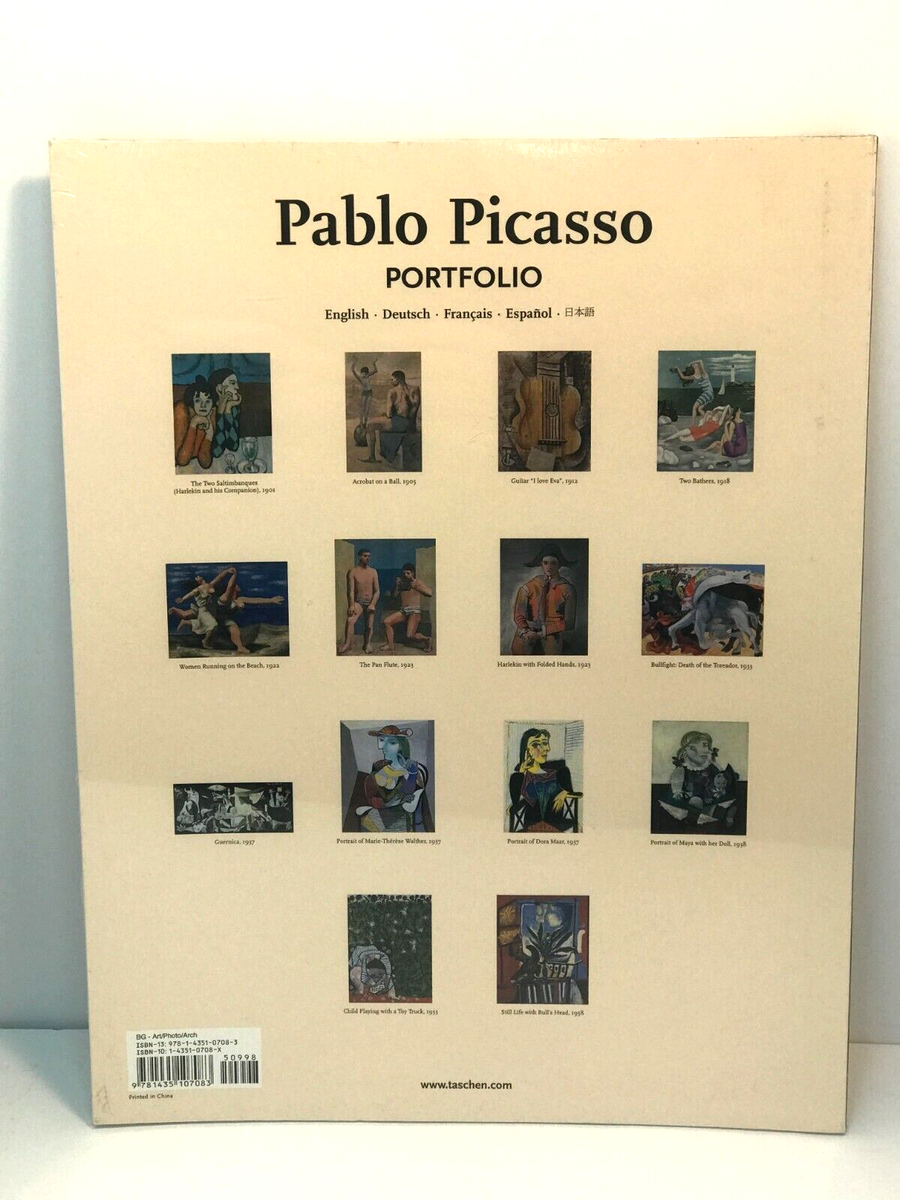 Pablo Picasso
PORTFOLIO
English · Deutsch · Français · Español · 日本語
The Two Saltimbanques
(Harlekin and his Companion), 1901
Acrobat on a Ball, 1905
Guitar "I love Eva", 1912
Two Bathers, 1918
Women Running on the Beach, 1922
The Pan Flute, 1923
Harlekin with Folded Hands, 1923
Bullfight: Death of the Toreador, 1933
Guernica, 1937
Portrait of Marie-Thérèse Walther, 1937
Portrait of Dora Maar, 1937
Portrait of Maya with her Doll, 1938
Child Playing with a Toy Truck, 1953
Still Life with Bull's Head, 1958
BG - Art/Photo/Arch
ISBN-13: 978-1-4351-0708-3
ISBN-10: 1-4351-0708-X
50998
9 781435 107083
Printed in China
www.taschen.com